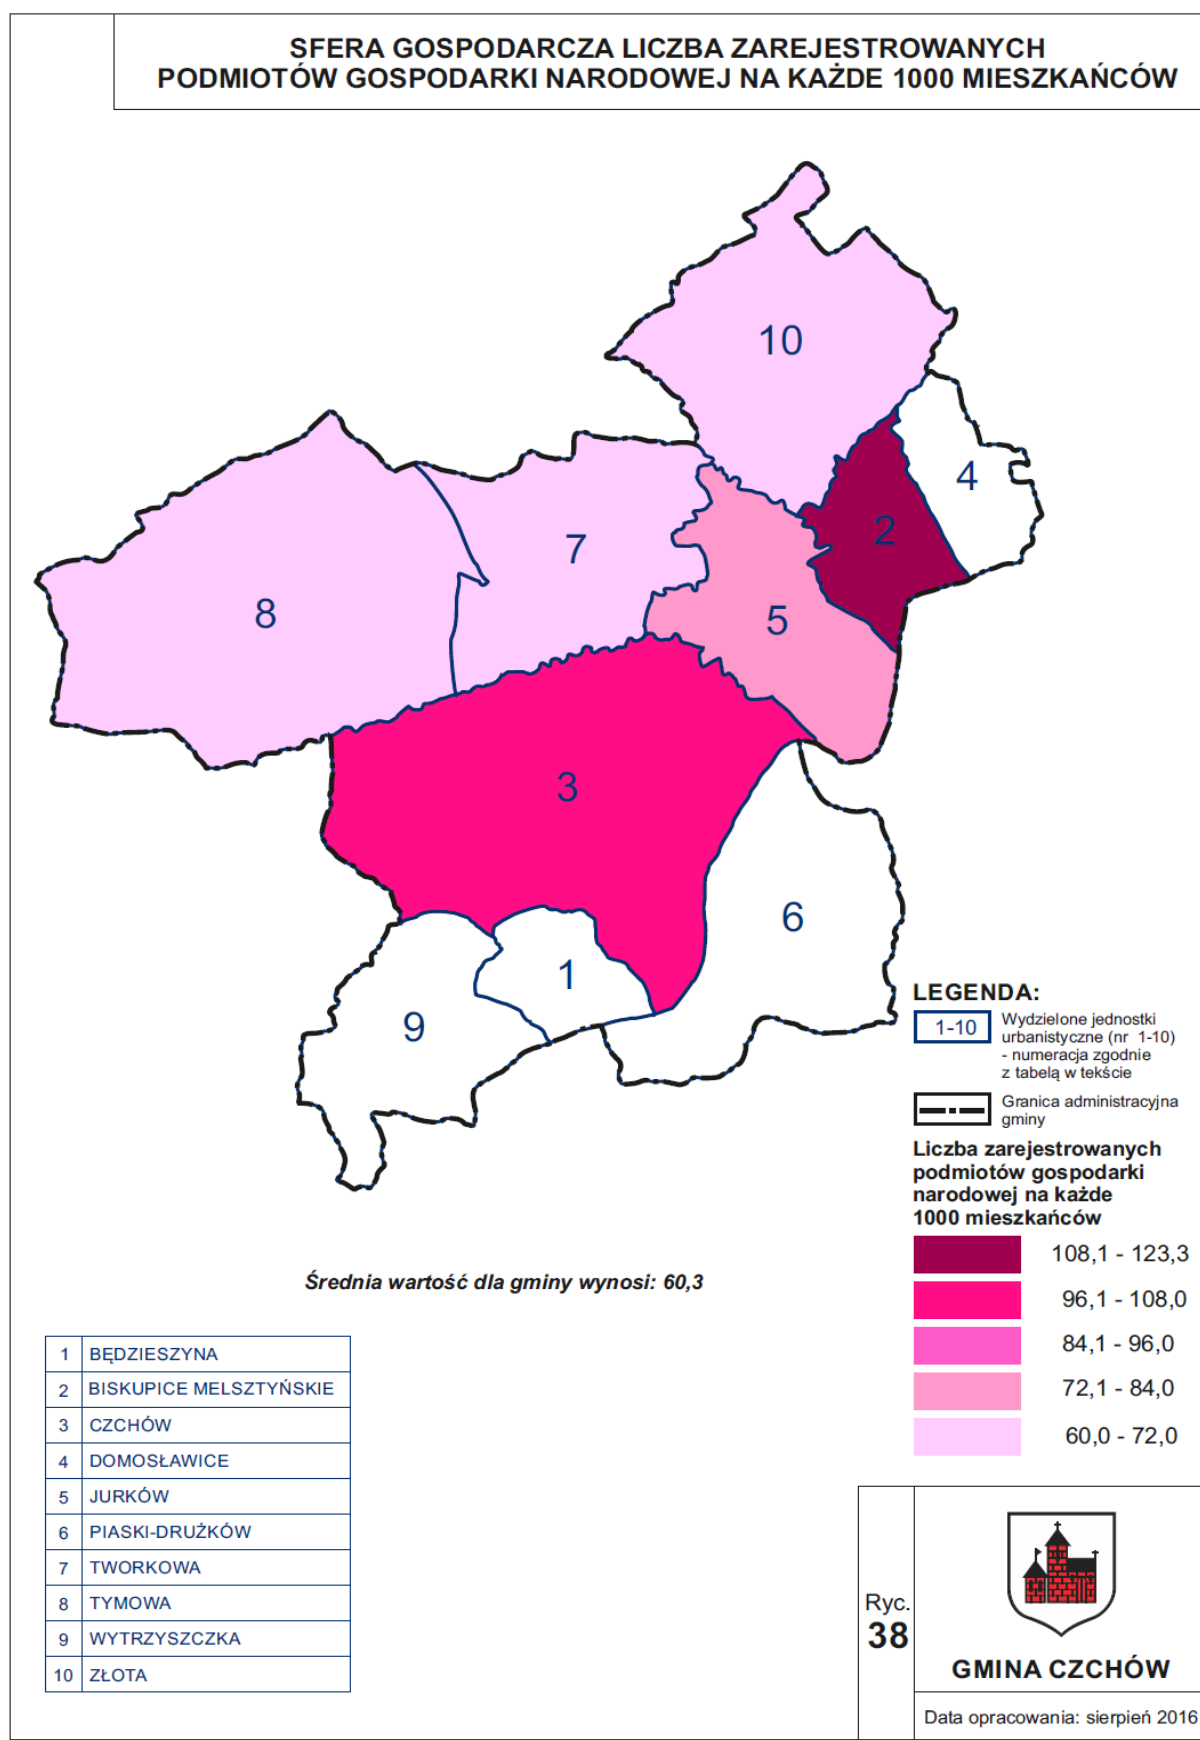 SFERA GOSPODARCZA LICZBA ZAREJESTROWANYCH
PODMIOTÓW GOSPODARKI NARODOWEJ NA KAŻDE 1000 MIESZKAŃCÓW
10
4
2
7
5
8
3
6
1
9
LEGENDA:
1-10
Wydzielone jednostki
urbanistyczne (nr 1-10)
- numeracja zgodnie
z tabelą w tekście
Granica administracyjna
gminy
Liczba zarejestrowanych
podmiotów gospodarki
narodowej na każde
1000 mieszkańców
108,1 - 123,3
96,1 - 108,0
84,1 - 96,0
72,1 - 84,0
60,0 - 72,0
Średnia wartość dla gminy wynosi: 60,3
1 BĘDZIESZYNA
2 BISKUPICE MELSZTYŃSKIE
3 CZCHÓW
4 DOMOSŁAWICE
5 JURKÓW
6 PIASKI-DRUŻKÓW
7 TWORKOWA
8 TYMOWA
9 WYTRZYSZCZKA
10 ZŁOTA
Ryc.
38
GMINA CZCHÓW
Data opracowania: sierpień 2016